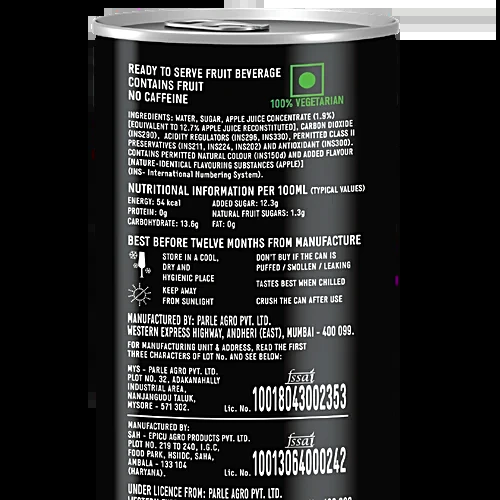 READY TO SERVE FRUIT BEVERAGE
CONTAINS FRUIT
NO CAFFEINE
100% VEGETARIAN
INGREDIENTS: WATER, SUGAR, APPLE JUICE CONCENTRATE (1.9%)
[EQUIVALENT TO 12.7% APPLE JUICE RECONSTITUTED], CARBON DIOXIDE
(INS290), ACIDITY REGULATORS (INS296, INS330), PERMITTED CLASS II
PRESERVATIVES (INS211, INS224, INS202) AND ANTIOXIDANT (INS300).
CONTAINS PERMITTED NATURAL COLOUR (INS150d) AND ADDED FLAVOUR
[NATURE-IDENTICAL FLAVOURING SUBSTANCES (APPLE)]
(INS- International Numbering System).
NUTRITIONAL INFORMATION PER 100ML (TYPICAL VALUES)
ENERGY: 54 kcal ADDED SUGAR: 12.3g
PROTEIN: 0g NATURAL FRUIT SUGARS: 1.3g
CARBOHYDRATE: 13.6g FAT: 0g
BEST BEFORE TWELVE MONTHS FROM MANUFACTURE
STORE IN A COOL,
DRY AND
HYGIENIC PLACE
DON'T BUY IF THE CAN IS
PUFFED / SWOLLEN / LEAKING
TASTES BEST WHEN CHILLED
KEEP AWAY
FROM SUNLIGHT
CRUSH THE CAN AFTER USE
MANUFACTURED BY: PARLE AGRO PVT. LTD.
WESTERN EXPRESS HIGHWAY, ANDHERI (EAST), MUMBAI - 400 099.
FOR MANUFACTURING UNIT & ADDRESS, READ THE FIRST
THREE CHARACTERS OF LOT No. AND SEE BELOW:
MYS - PARLE AGRO PVT. LTD.
PLOT NO. 32, ADAKANAHALLY
INDUSTRIAL AREA,
NANJANGUDU TALUK,
MYSORE - 571 302.
fssai
Lic. No. 10018043002353
MANUFACTURED BY:
SAH - EPICU AGRO PRODUCTS PVT. LTD.
PLOT NO. 219 TO 240, I.G.C,
FOOD PARK, HSIIDC, SAHA,
AMBALA - 133 104
(HARYANA).
fssai
Lic. No. 10013064000242
UNDER LICENCE FROM: PARLE AGRO PVT. LTD.